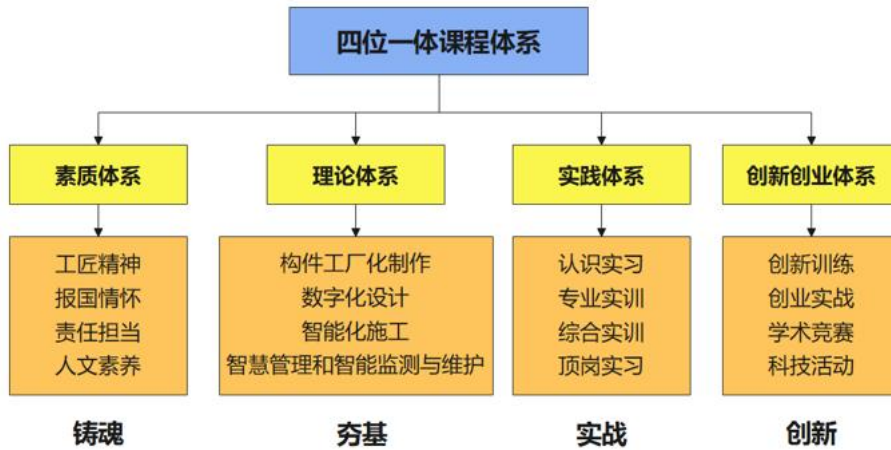 四位一体课程体系
素质体系
理论体系
实践体系
创新创业体系
工匠精神
报国情怀
责任担当
人文素养
构件工厂化制作
数字化设计
智能化施工
智慧管理和智能监测与维护
认识实习
专业实训
综合实训
顶岗实习
创新训练
创业实战
学术竞赛
科技活动
铸魂
夯基
实战
创新